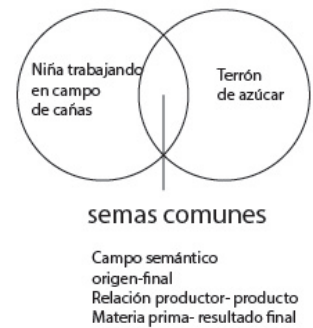 Niña trabajando
en campo
de cañas
Terrón
de azúcar
semas comunes
Campo semántico
origen-final
Relación productor- producto
Materia prima- resultado final